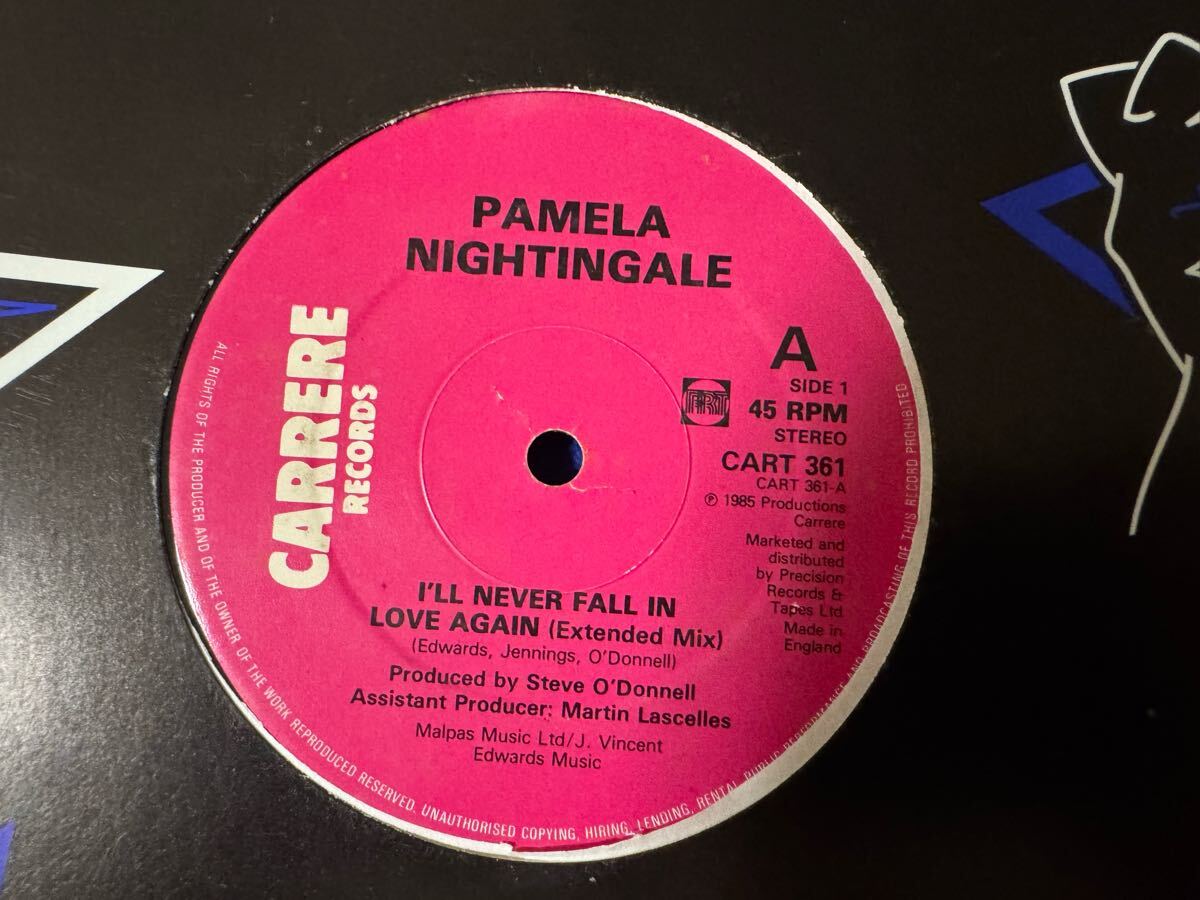 PAMELA
NIGHTINGALE
CARRERE
RECORDS
A
SIDE 1
PRT
45 RPM
STEREO
CART 361
CART 361-A
℗ 1985 Productions
Carrere
Marketed and
distributed
by Precision
Records &
Tapes Ltd
Made in
England
I'LL NEVER FALL IN
LOVE AGAIN (Extended Mix)
(Edwards, Jennings, O'Donnell)
Produced by Steve O'Donnell
Assistant Producer: Martin Lascelles
Malpas Music Ltd/J. Vincent
Edwards Music
ALL RIGHTS OF THE PRODUCER AND OF THE OWNER OF THE WORK REPRODUCED RESERVED. UNAUTHORISED COPYING, HIRING, LENDING, RENTAL PUBLIC PERFORMANCE AND BROADCASTING OF THIS RECORD PROHIBITED